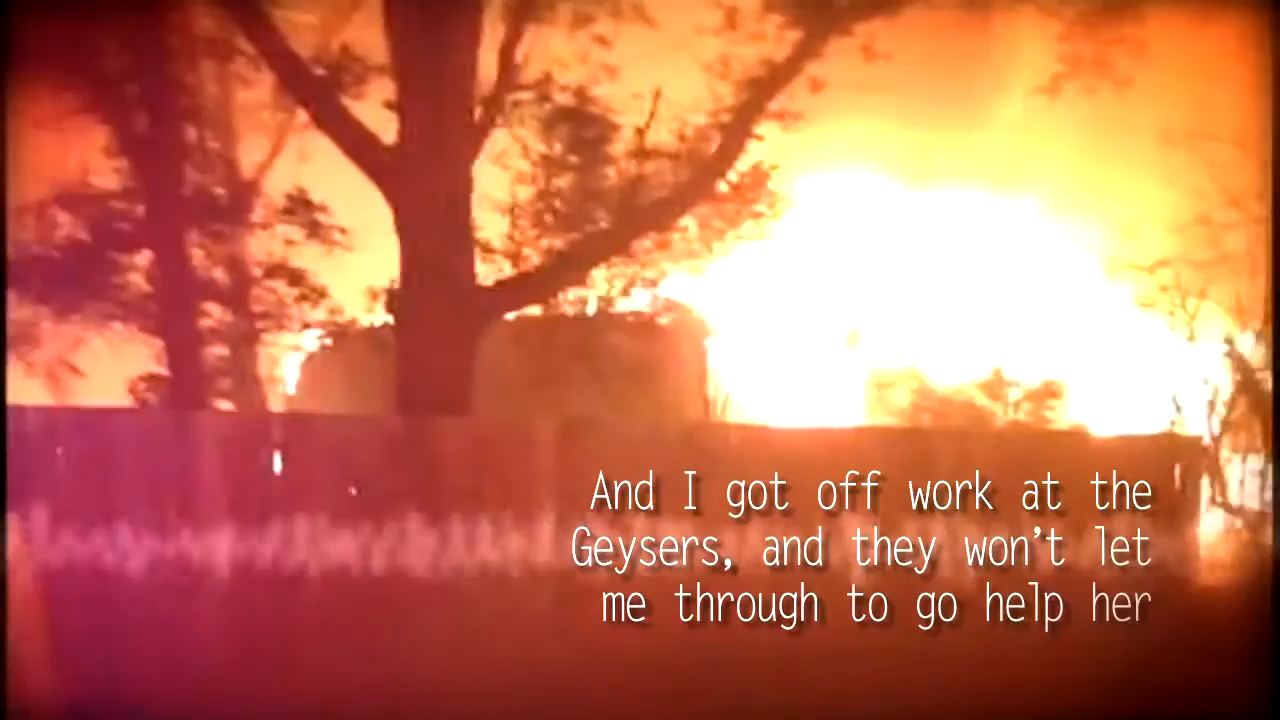 And I got off work at the
Geysers, and they won't let
me through to go help her